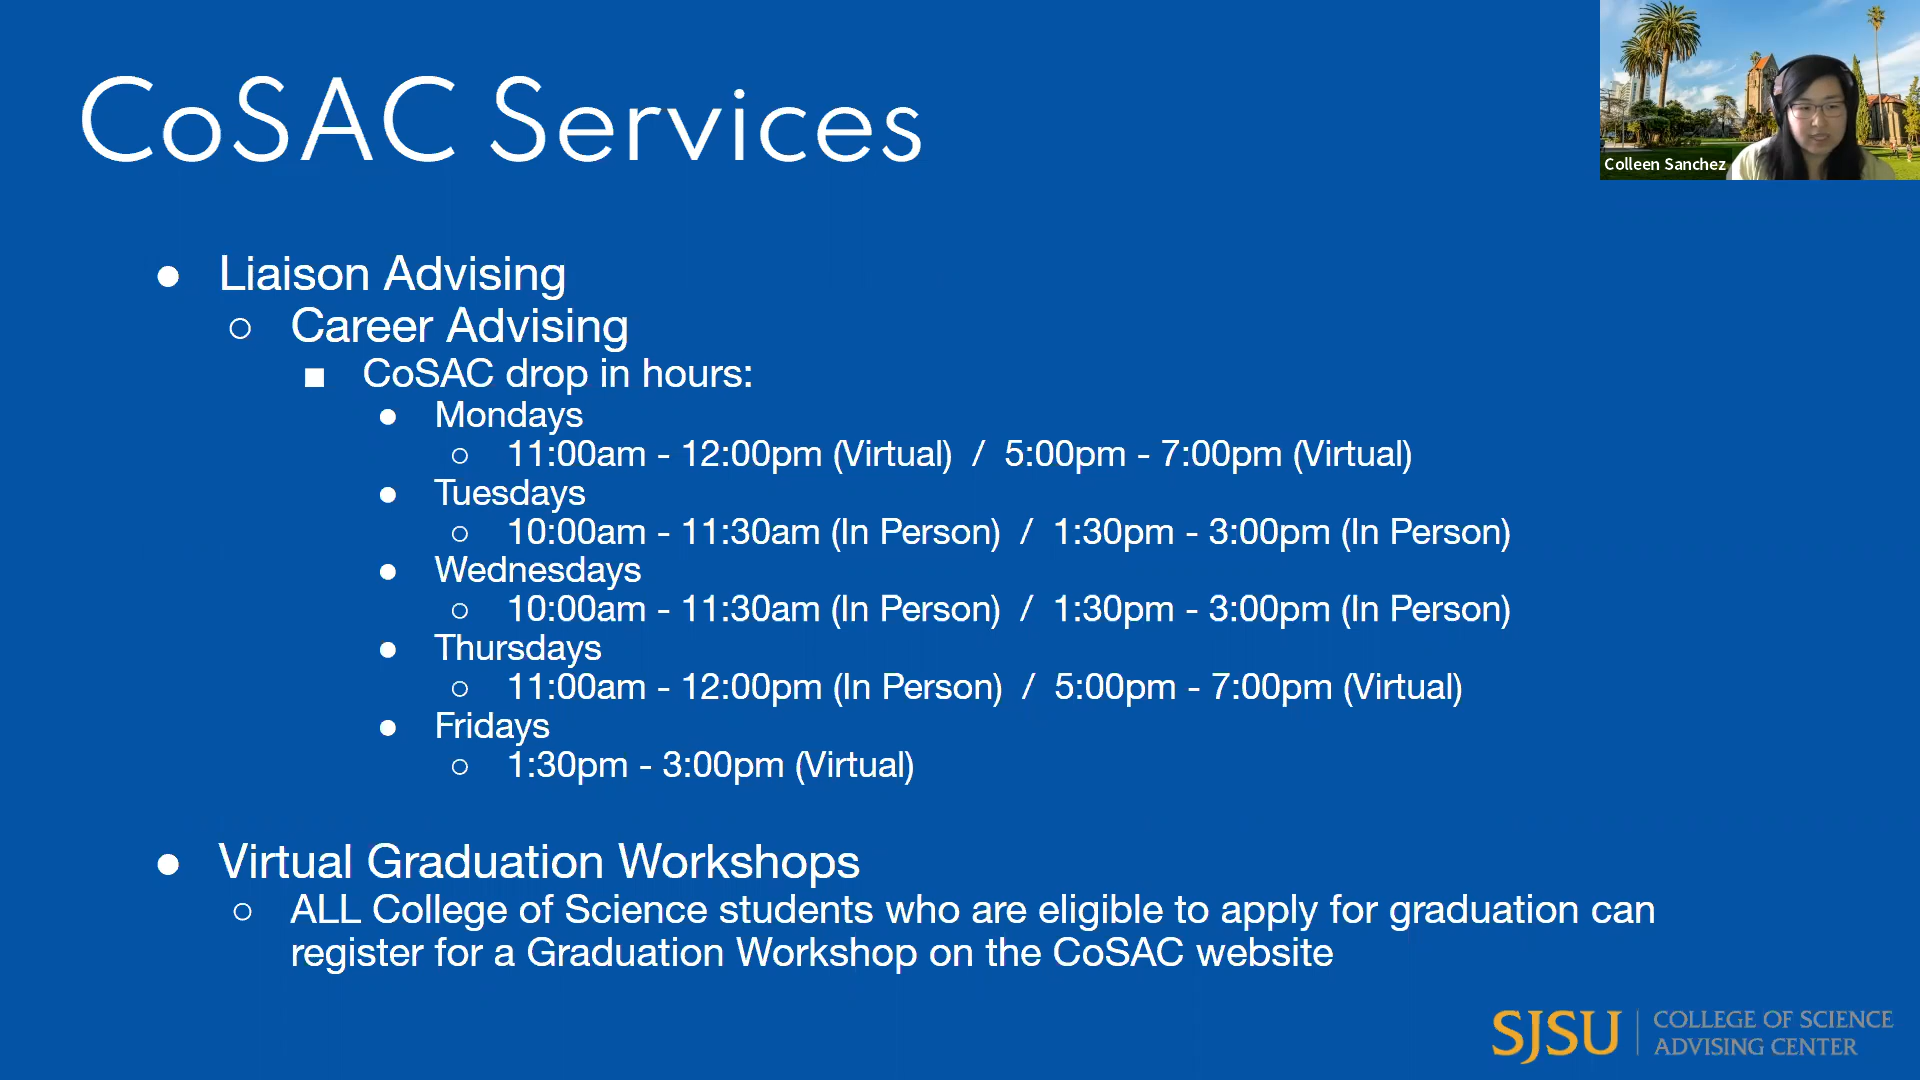 CoSAC Services
Colleen Sanchez
● Liaison Advising
○ Career Advising
■ CoSAC drop in hours:
● Mondays
○ 11:00am - 12:00pm (Virtual) / 5:00pm - 7:00pm (Virtual)
● Tuesdays
○ 10:00am - 11:30am (In Person) / 1:30pm - 3:00pm (In Person)
● Wednesdays
○ 10:00am - 11:30am (In Person) / 1:30pm - 3:00pm (In Person)
● Thursdays
○ 11:00am - 12:00pm (In Person) / 5:00pm - 7:00pm (Virtual)
● Fridays
○ 1:30pm - 3:00pm (Virtual)
● Virtual Graduation Workshops
○ ALL College of Science students who are eligible to apply for graduation can
register for a Graduation Workshop on the CoSAC website
SJSU | COLLEGE OF SCIENCE
ADVISING CENTER